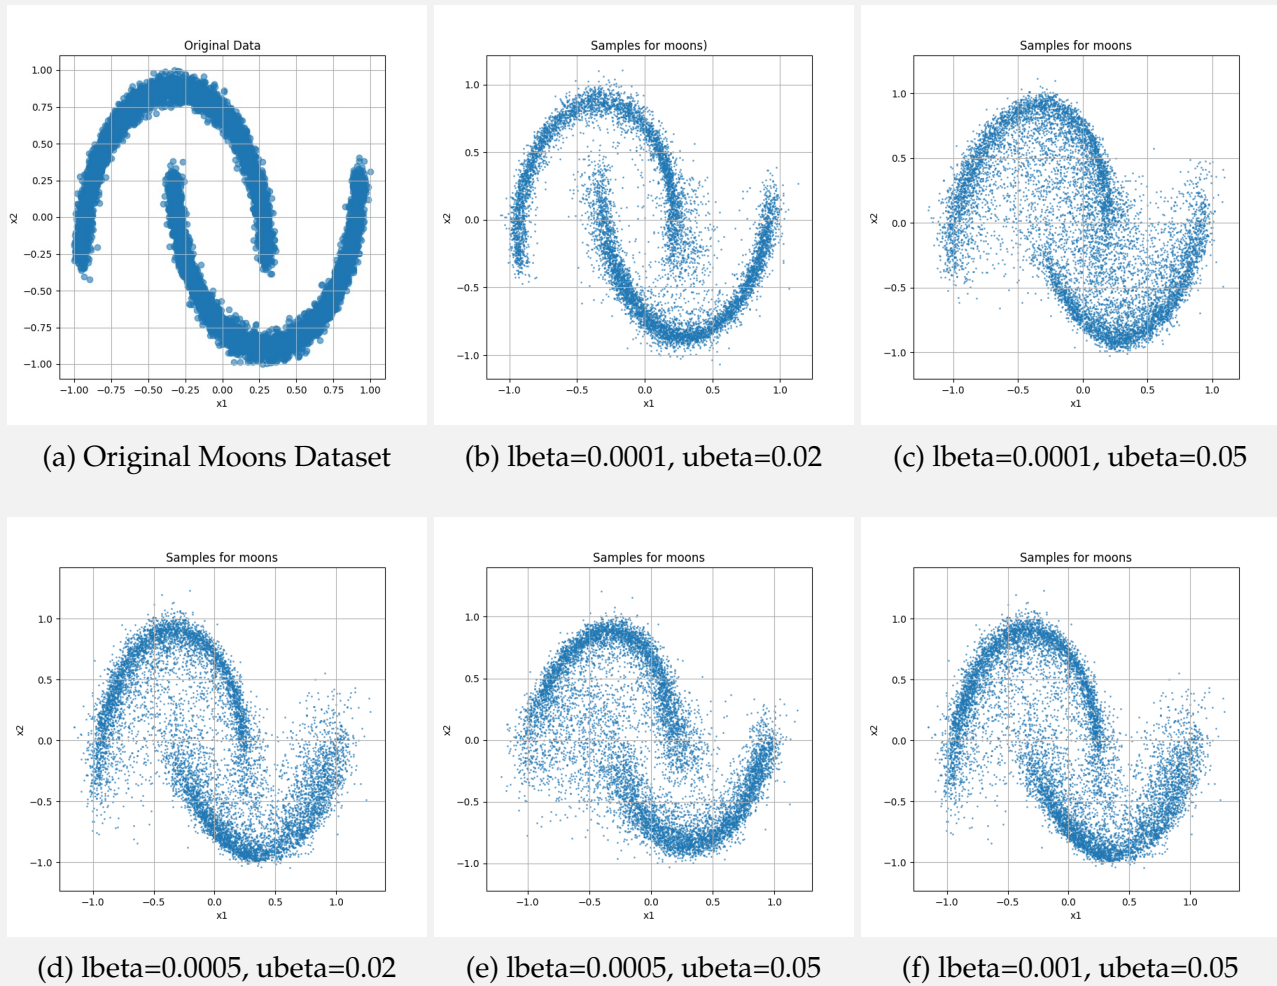 Original Data
1.00
0.75
0.50
0.25
0.00
−0.25
−0.50
−0.75
−1.00
x2
−1.00 −0.75 −0.50 −0.25 0.00 0.25 0.50 0.75 1.00
x1
(a) Original Moons Dataset
Samples for moons)
1.0
0.5
0.0
−0.5
−1.0
x2
−1.0 −0.5 0.0 0.5 1.0
x1
(b) lbeta=0.0001, ubeta=0.02
Samples for moons
1.0
0.5
0.0
−0.5
−1.0
x2
−1.0 −0.5 0.0 0.5 1.0
x1
(c) lbeta=0.0001, ubeta=0.05
Samples for moons
1.0
0.5
0.0
−0.5
−1.0
x2
−1.0 −0.5 0.0 0.5 1.0
x1
(d) lbeta=0.0005, ubeta=0.02
Samples for moons
1.0
0.5
0.0
−0.5
−1.0
x2
−1.0 −0.5 0.0 0.5 1.0
x1
(e) lbeta=0.0005, ubeta=0.05
Samples for moons
1.0
0.5
0.0
−0.5
−1.0
x2
−1.0 −0.5 0.0 0.5 1.0
x1
(f) lbeta=0.001, ubeta=0.05